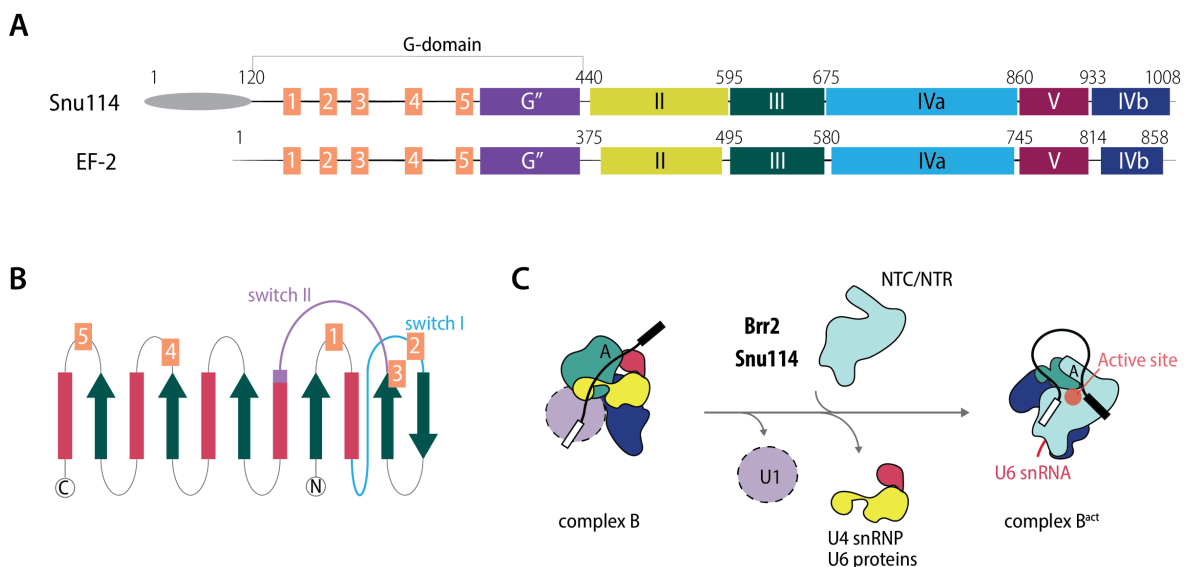 A
G-domain
1 120 440 595 675 860 933 1008
Snu114 1 2 3 4 5 G″ II III IVa V IVb
1 375 495 580 745 814 858
EF-2 1 2 3 4 5 G″ II III IVa V IVb
B
switch II
switch I
5 4 1 2 3
C N
C
NTC/NTR
Brr2
Snu114
A
A
Active site
U1
U6 snRNA
complex B
U4 snRNP
U6 proteins
complex Bact